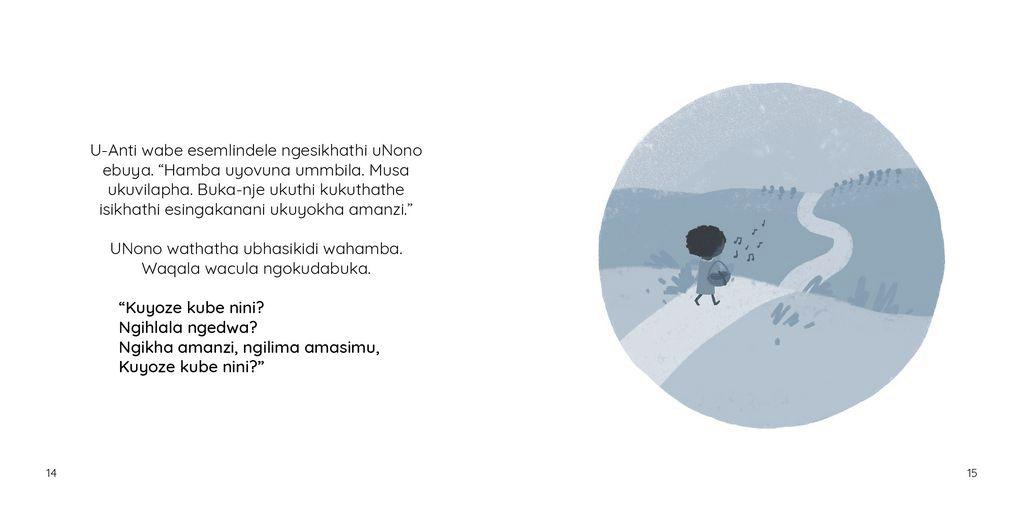 U-Anti wabe esemlindele ngesikhathi uNono
ebuya. “Hamba uyovuna ummbila. Musa
ukuvilapha. Buka-nje ukuthi kukuthathe
isikhathi esingakanani ukuyokha amanzi.”
UNono wathatha ubhasikidi wahamba.
Waqala wacula ngokudabuka.
“Kuyoze kube nini?
Ngihlala ngedwa?
Ngikha amanzi, ngilima amasimu,
Kuyoze kube nini?”
14
15